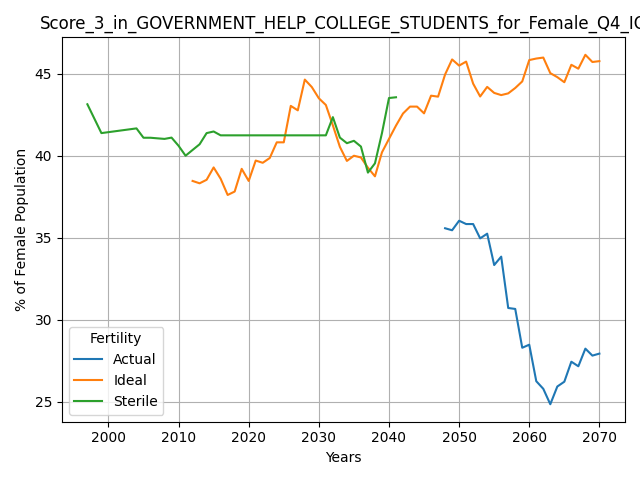 Score_3_in_GOVERNMENT_HELP_COLLEGE_STUDENTS_for_Female_Q4_IC
45
40
35
30
25
% of Female Population
Fertility
Actual
Ideal
Sterile
2000 2010 2020 2030 2040 2050 2060 2070
Years